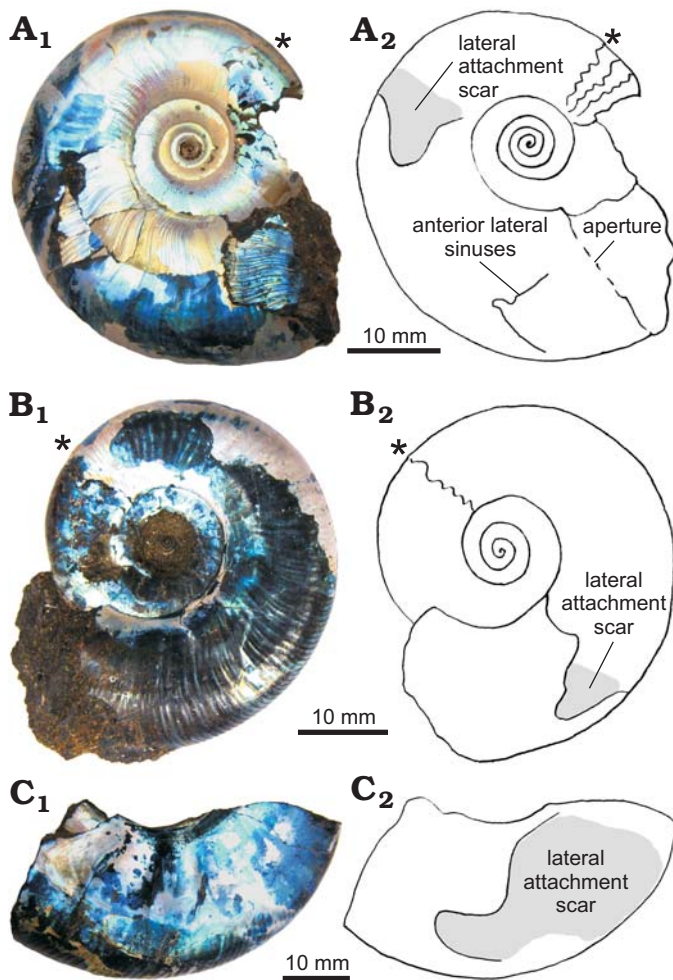 A1
*
A2
*
lateral
attachment
scar
anterior lateral
sinuses
aperture
10 mm
B1
*
B2
*
lateral
attachment
scar
10 mm
C1
C2
lateral
attachment
scar
10 mm